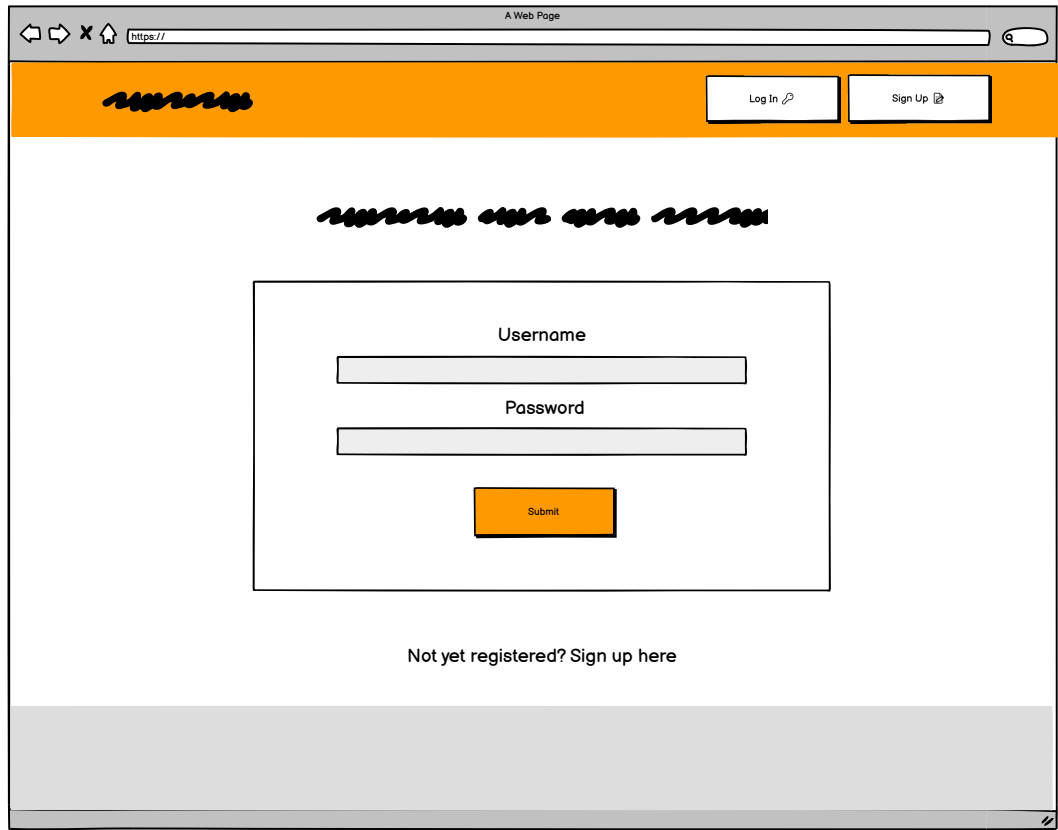 A Web Page
https://
Log In
Sign Up
Username
Password
Submit
Not yet registered? Sign up here